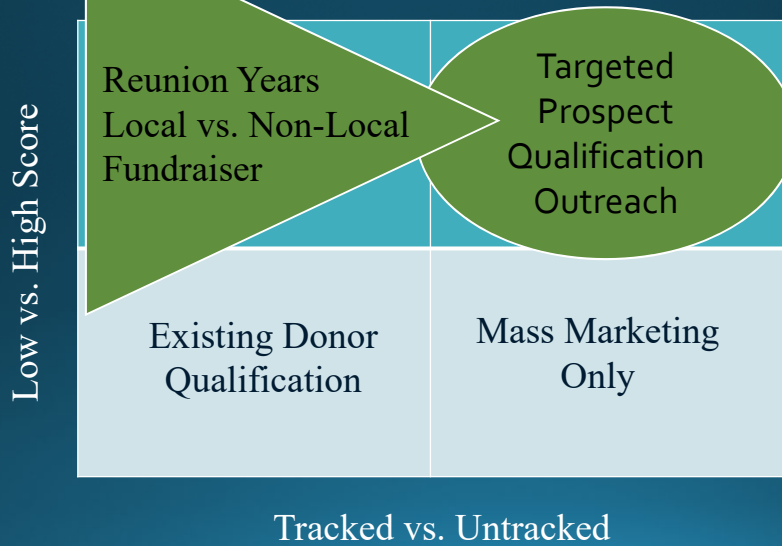 Low vs. High Score
Reunion Years
Local vs. Non-Local
Fundraiser
Targeted
Prospect
Qualification
Outreach
Existing Donor
Qualification
Mass Marketing
Only
Tracked vs. Untracked